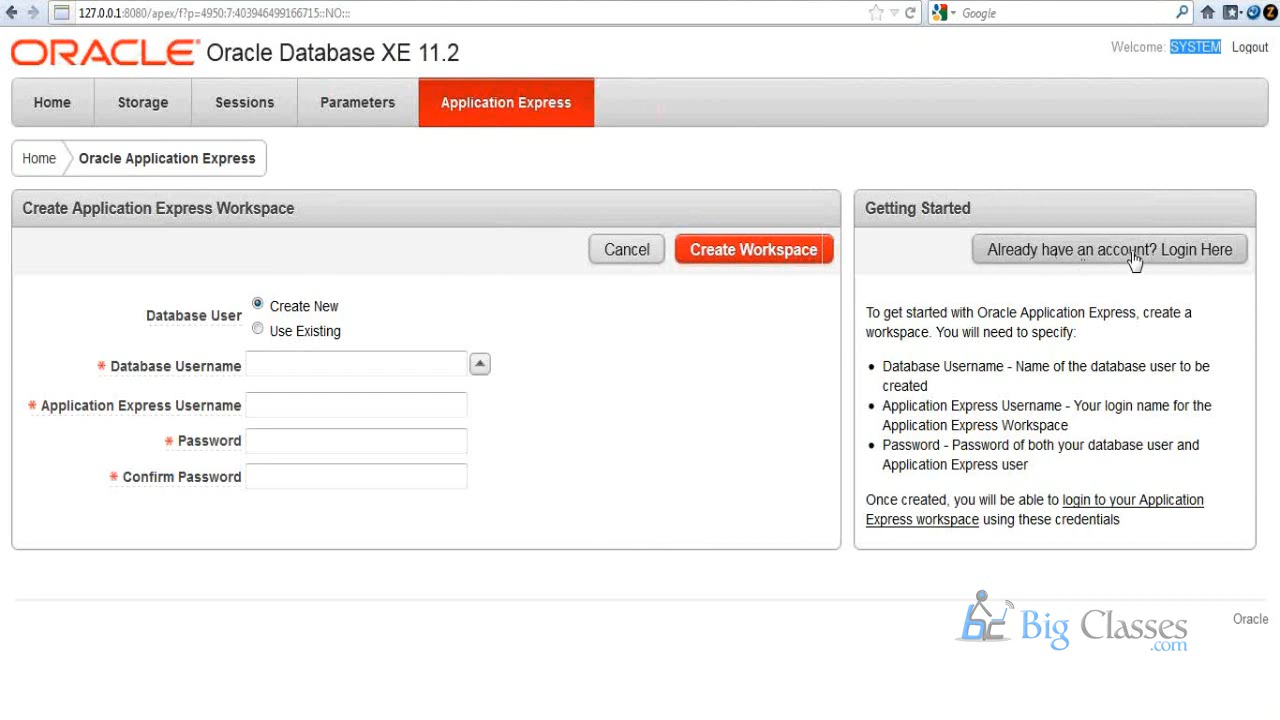 127.0.0.1:8080/apex/f?p=4950:7:403946499166715::NO:::
Google
ORACLE Oracle Database XE 11.2
Welcome: SYSTEM Logout
Home Storage Sessions Parameters Application Express
Home Oracle Application Express
Create Application Express Workspace
Cancel Create Workspace
Database User
Create New
Use Existing
* Database Username
* Application Express Username
* Password
* Confirm Password
Getting Started
Already have an account? Login Here
To get started with Oracle Application Express, create a
workspace. You will need to specify:
• Database Username - Name of the database user to be
created
• Application Express Username - Your login name for the
Application Express Workspace
• Password - Password of both your database user and
Application Express user
Once created, you will be able to login to your Application
Express workspace using these credentials
bc Big Classes
.com
Oracle